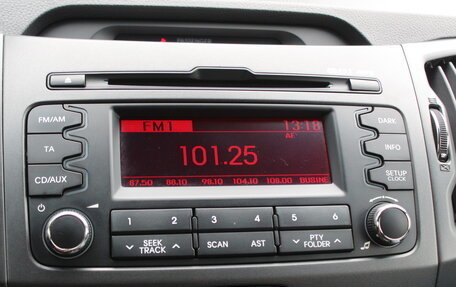 PASSENGER
FM/AM
TA
CD/AUX
FM1 13:18
AF
101.25
87.50 88.10 98.10 104.10 108.00 BUSINE
DARK
INFO
SETUP
CLOCK
1 2 3 4 5 6
SEEK
TRACK
SCAN AST
PTY
FOLDER